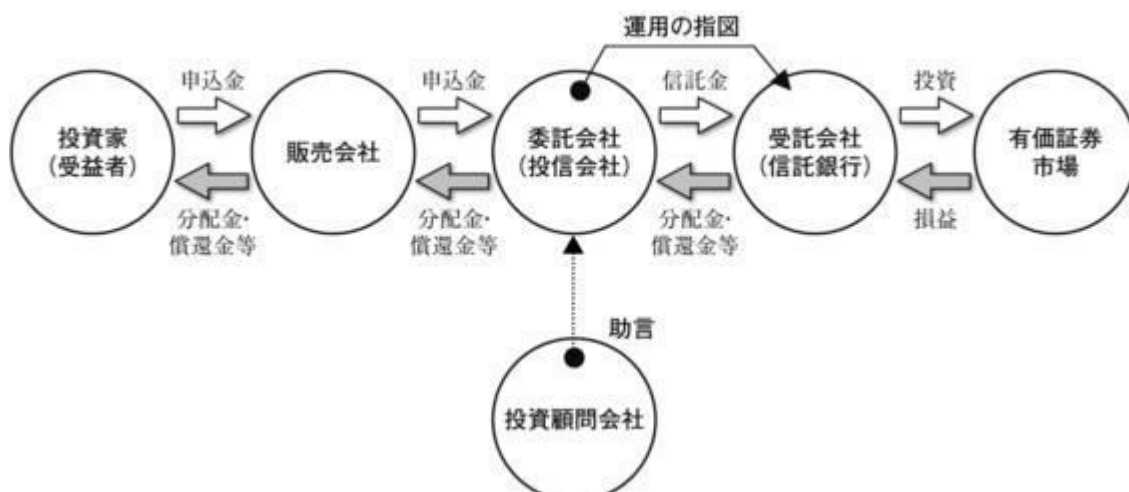 運用の指図
申込金
申込金
信託金
投資
投資家
(受益者)
販売会社
委託会社
(投信会社)
受託会社
(信託銀行)
有価証券
市場
分配金・
償還金等
分配金・
償還金等
分配金・
償還金等
損益
助言
投資顧問会社